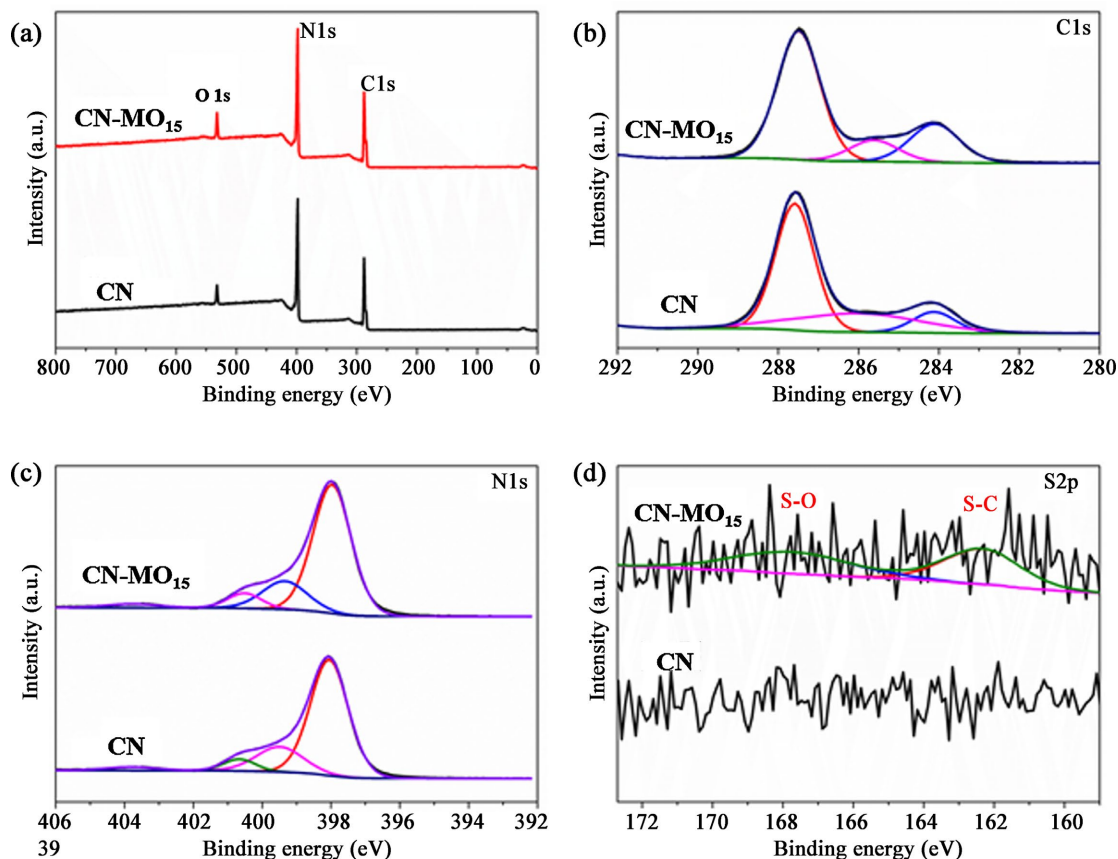 (a)
N1s
O 1s
C1s
CN-MO15
CN
Intensity (a.u.)
800 700 600 500 400 300 200 100 0
Binding energy (eV)
(b)
C1s
CN-MO15
CN
Intensity (a.u.)
292 290 288 286 284 282 280
Binding energy (eV)
(c)
N1s
CN-MO15
CN
Intensity (a.u.)
406 404 402 400 398 396 394 392
39
Binding energy (eV)
(d)
S2p
CN-MO15
S-O
S-C
CN
Intensity (a.u.)
172 170 168 166 164 162 160
Binding energy (eV)